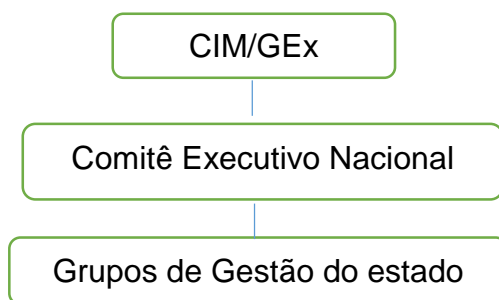 CIM/GEx
Comitê Executivo Nacional
Grupos de Gestão do estado